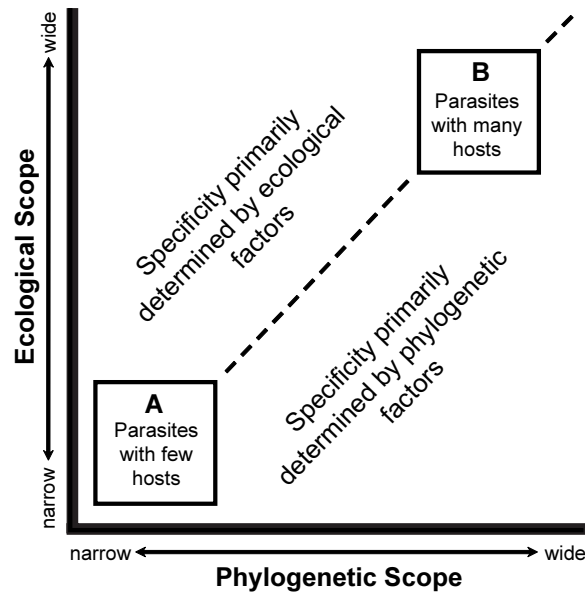 wide
Ecological Scope
narrow
Specificity primarily
determined by ecological
factors
B
Parasites
with many
hosts
A
Parasites
with few
hosts
Specificity primarily
determined by phylogenetic
factors
narrow
wide
Phylogenetic Scope